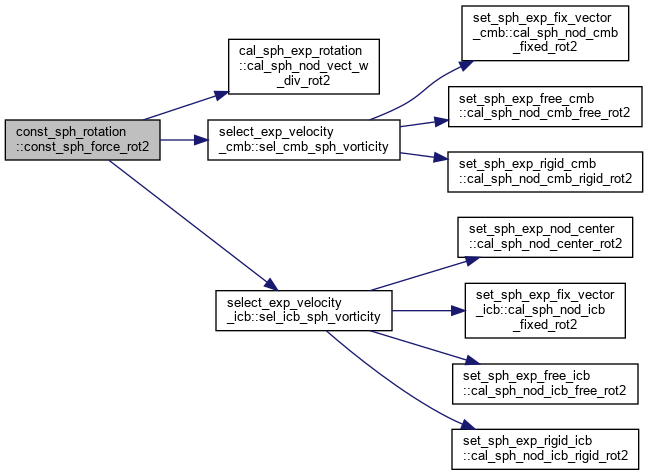 const_sph_rotation
::const_sph_force_rot2
cal_sph_exp_rotation
::cal_sph_nod_vect_w
_div_rot2
select_exp_velocity
_cmb::sel_cmb_sph_vorticity
select_exp_velocity
_icb::sel_icb_sph_vorticity
set_sph_exp_fix_vector
_cmb::cal_sph_nod_cmb
_fixed_rot2
set_sph_exp_free_cmb
::cal_sph_nod_cmb_free_rot2
set_sph_exp_rigid_cmb
::cal_sph_nod_cmb_rigid_rot2
set_sph_exp_nod_center
::cal_sph_nod_center_rot2
set_sph_exp_fix_vector
_icb::cal_sph_nod_icb
_fixed_rot2
set_sph_exp_free_icb
::cal_sph_nod_icb_free_rot2
set_sph_exp_rigid_icb
::cal_sph_nod_icb_rigid_rot2